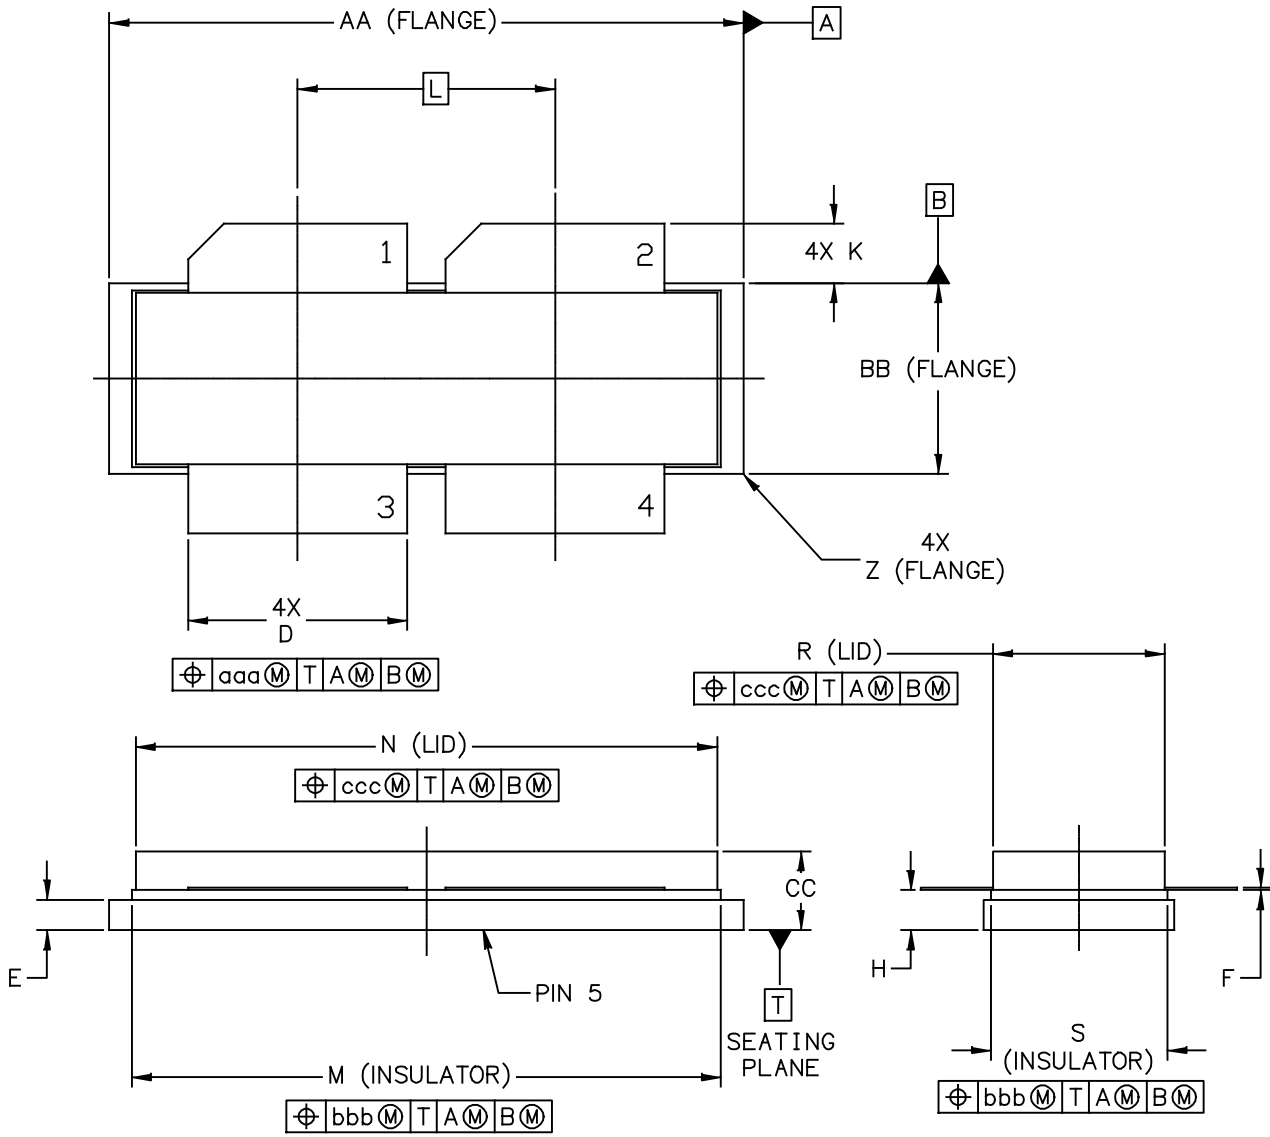 AA (FLANGE)
A
L
B
1
2
4X K
BB (FLANGE)
3
4
4X
Z (FLANGE)
4X
D
⌖ aaa Ⓜ T A Ⓜ B Ⓜ
R (LID)
⌖ ccc Ⓜ T A Ⓜ B Ⓜ
N (LID)
⌖ ccc Ⓜ T A Ⓜ B Ⓜ
CC
E
H
F
PIN 5
T
SEATING
PLANE
S
(INSULATOR)
⌖ bbb Ⓜ T A Ⓜ B Ⓜ
M (INSULATOR)
⌖ bbb Ⓜ T A Ⓜ B Ⓜ